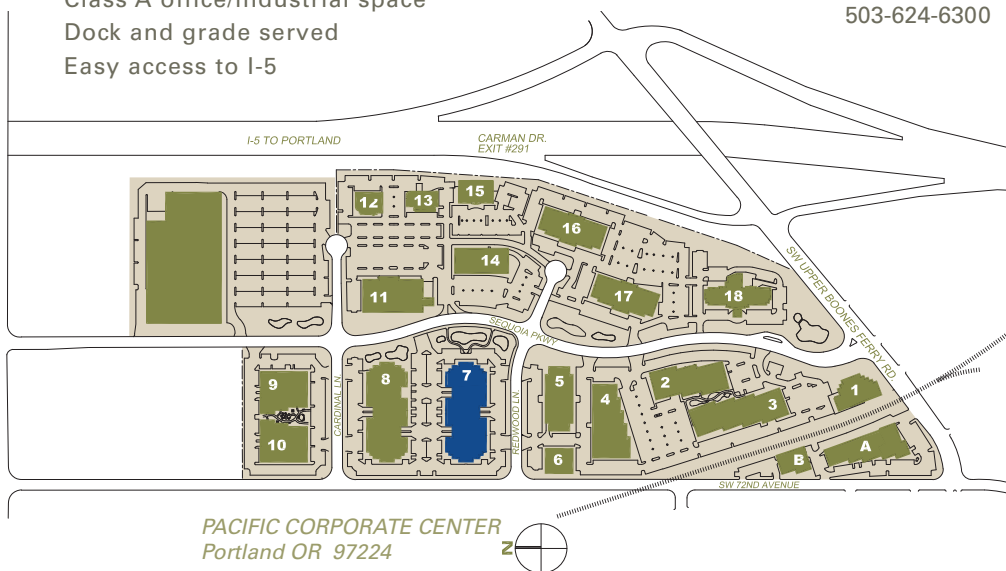 Class A office/industrial space
503-624-6300
Dock and grade served
Easy access to I-5
I-5 TO PORTLAND
CARMAN DR.
EXIT #291
12
13
15
16
14
11
17
18
SW UPPER BOONES FERRY RD.
SEQUOIA PKWY
9
10
CARDINAL LN.
8
7
REDWOOD LN.
5
6
4
2
3
1
A
B
SW 72ND AVENUE
PACIFIC CORPORATE CENTER
Portland OR 97224
N